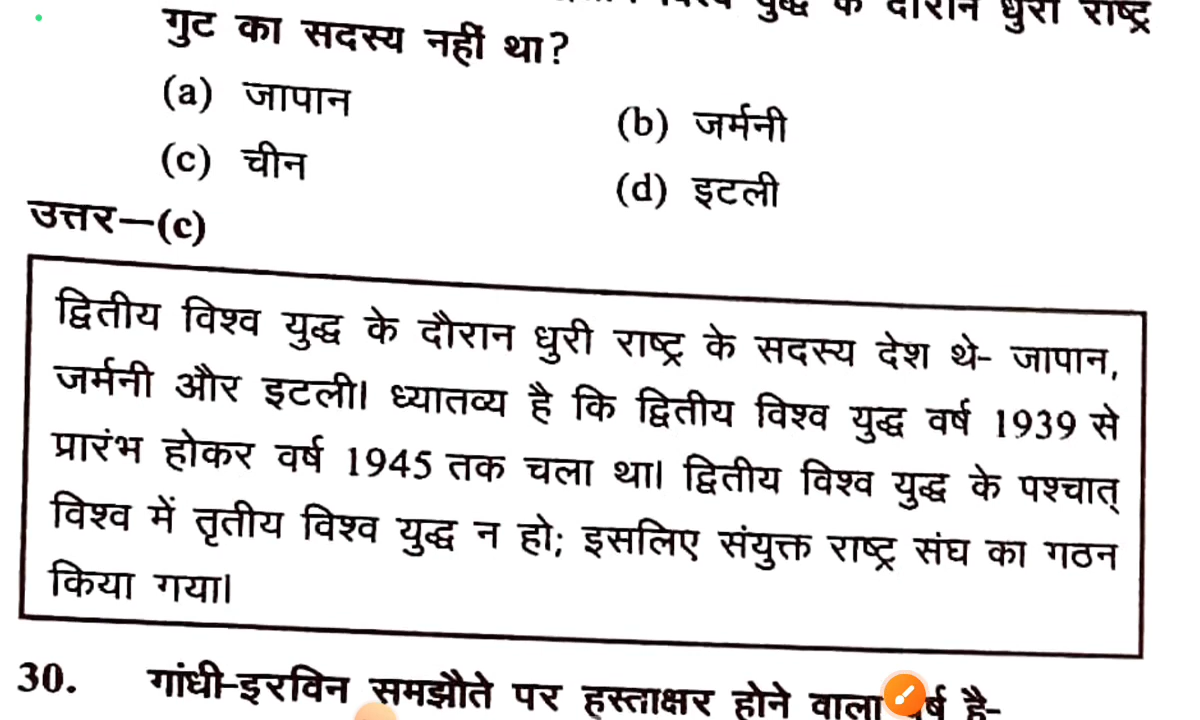 युद्ध के दौरान धुरी राष्ट्र
गुट का सदस्य नहीं था?
(a) जापान
(b) जर्मनी
(c) चीन
(d) इटली
उत्तर–(c)
द्वितीय विश्व युद्ध के दौरान धुरी राष्ट्र के सदस्य देश थे- जापान,
जर्मनी और इटली। ध्यातव्य है कि द्वितीय विश्व युद्ध वर्ष 1939 से
प्रारंभ होकर वर्ष 1945 तक चला था। द्वितीय विश्व युद्ध के पश्चात्
विश्व में तृतीय विश्व युद्ध न हो; इसलिए संयुक्त राष्ट्र संघ का गठन
किया गया।
30. गांधी-इरविन समझौते पर हस्ताक्षर होने वाला है-